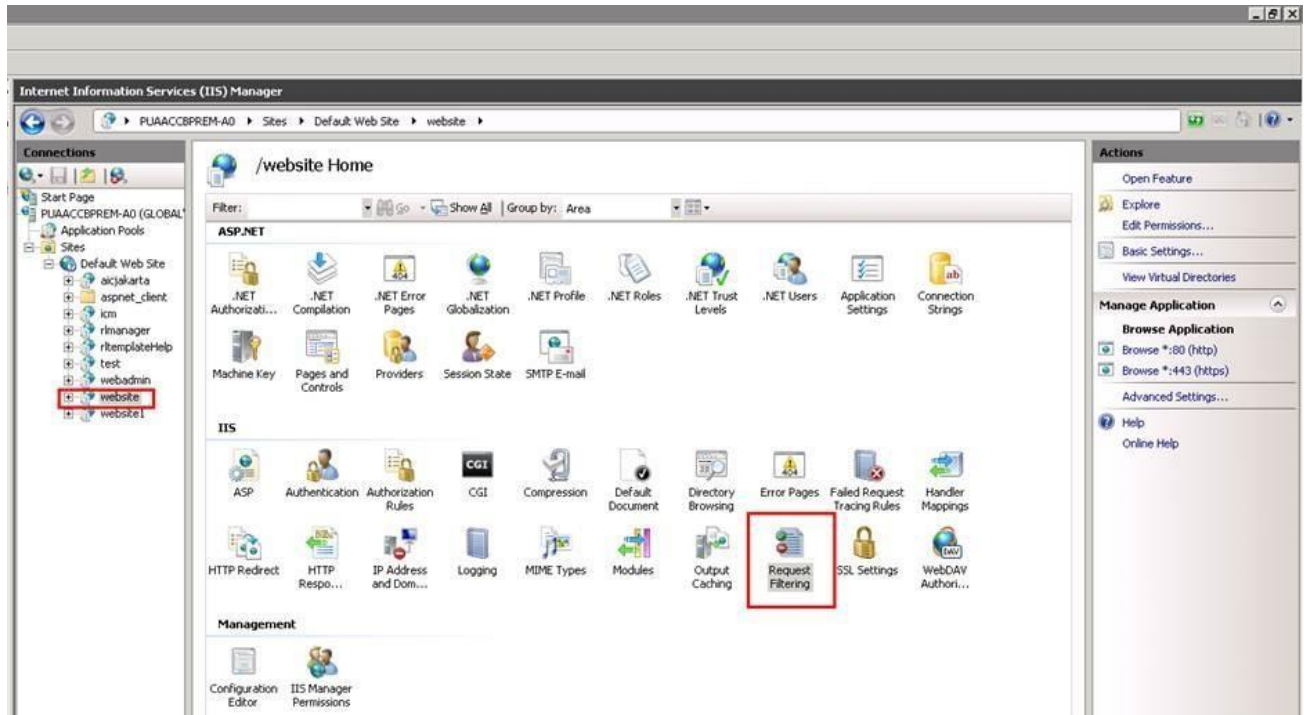 Internet Information Services (IIS) Manager
PUAACCBPREM-A0 Sites Default Web Site website
Connections
Start Page
PUAACCBPREM-A0 (GLOBAL
Application Pools
Sites
Default Web Site
aicjakarta
aspnet_client
icm
rlmanager
rltemplateHelp
test
webadmin
website
website1
/website Home
Filter: Go Show All Group by: Area
ASP.NET
.NET Authorizati...
.NET Compilation
.NET Error Pages
.NET Globalization
.NET Profile
.NET Roles
.NET Trust Levels
.NET Users
Application Settings
Connection Strings
Machine Key
Pages and Controls
Providers
Session State
SMTP E-mail
IIS
ASP
Authentication
Authorization Rules
CGI
CGI
Compression
Default Document
Directory Browsing
Error Pages
Failed Request Tracing Rules
Handler Mappings
HTTP Redirect
HTTP Respo...
IP Address and Dom...
Logging
MIME Types
Modules
Output Caching
Request Filtering
SSL Settings
WebDAV Authori...
Management
Configuration Editor
IIS Manager Permissions
Actions
Open Feature
Explore
Edit Permissions...
Basic Settings...
View Virtual Directories
Manage Application
Browse Application
Browse *:80 (http)
Browse *:443 (https)
Advanced Settings...
Help
Online Help